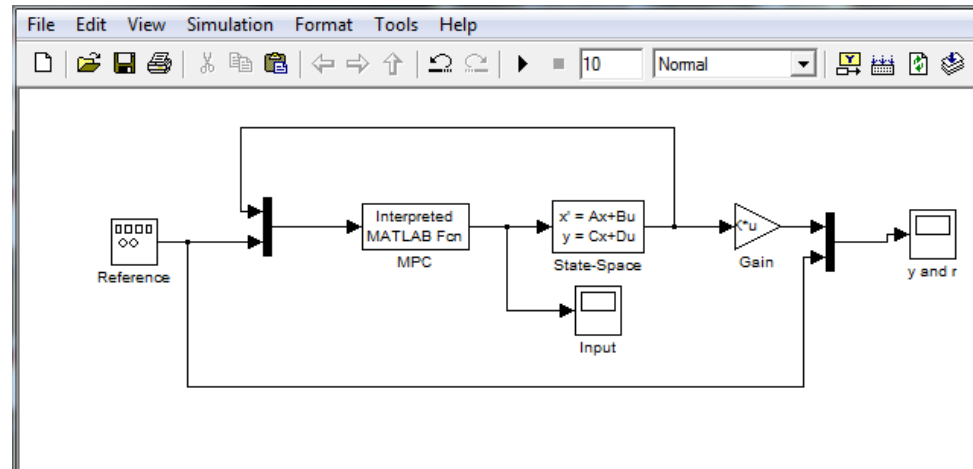 File Edit View Simulation Format Tools Help
10 Normal
Interpreted
MATLAB Fcn
MPC
x' = Ax+Bu
y = Cx+Du
State-Space
K*u
Gain
y and r
Reference
Input